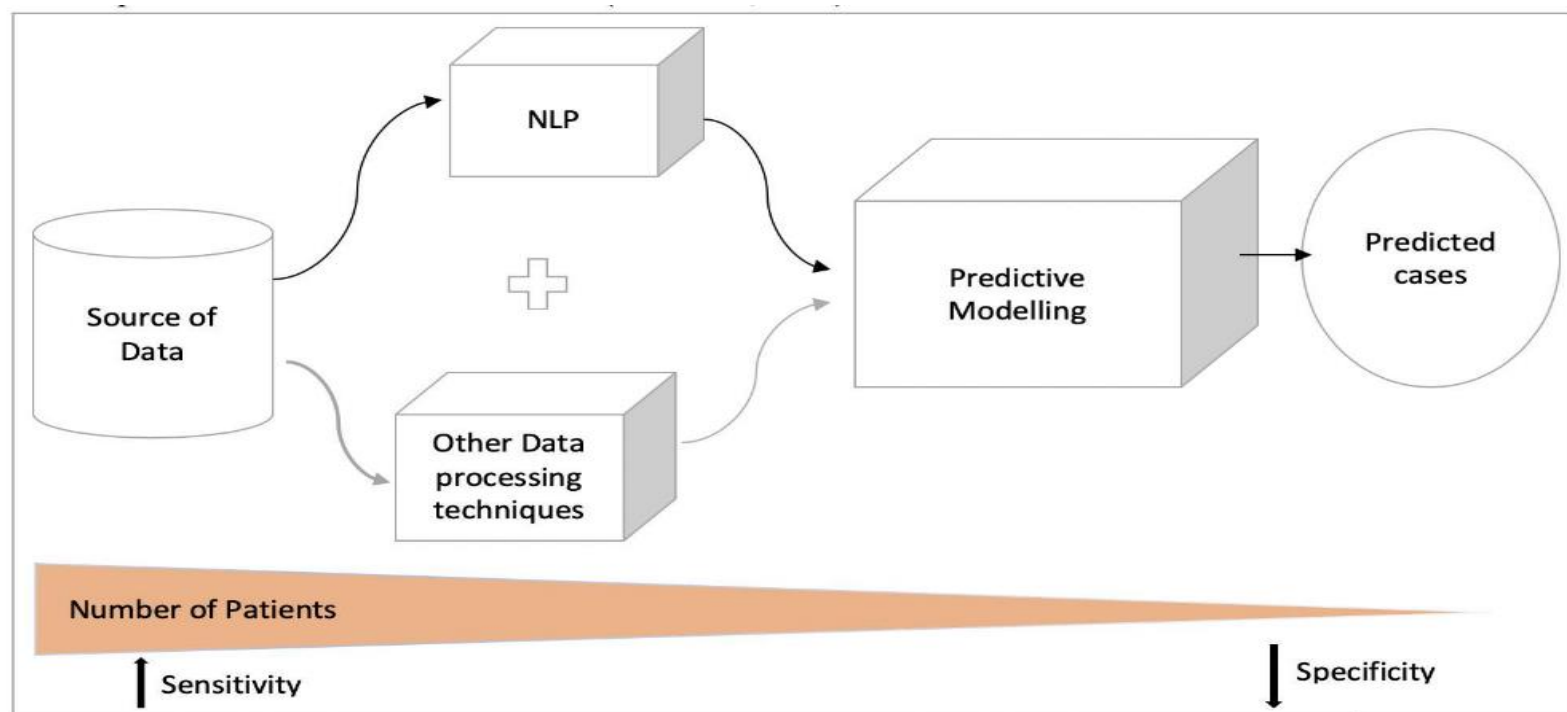 NLP
Source of
Data
Predictive
Modelling
Predicted
cases
Other Data
processing
techniques
Number of Patients
Sensitivity
Specificity